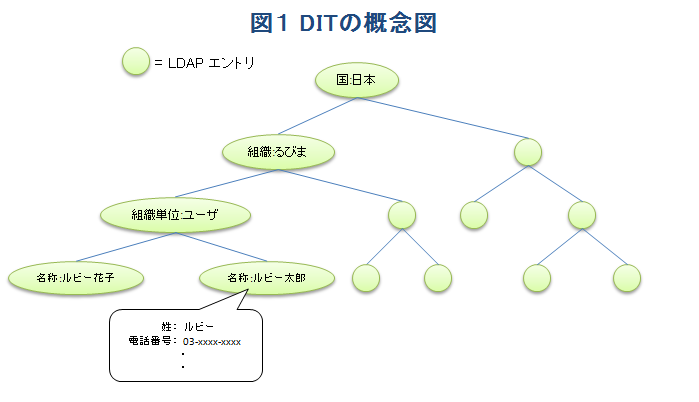 図1 DITの概念図
= LDAP エントリ
国:日本
組織:るびま
組織単位:ユーザ
名称:ルビー花子
名称:ルビー太郎
姓: ルビー
電話番号: 03-xxxx-xxxx
・
・